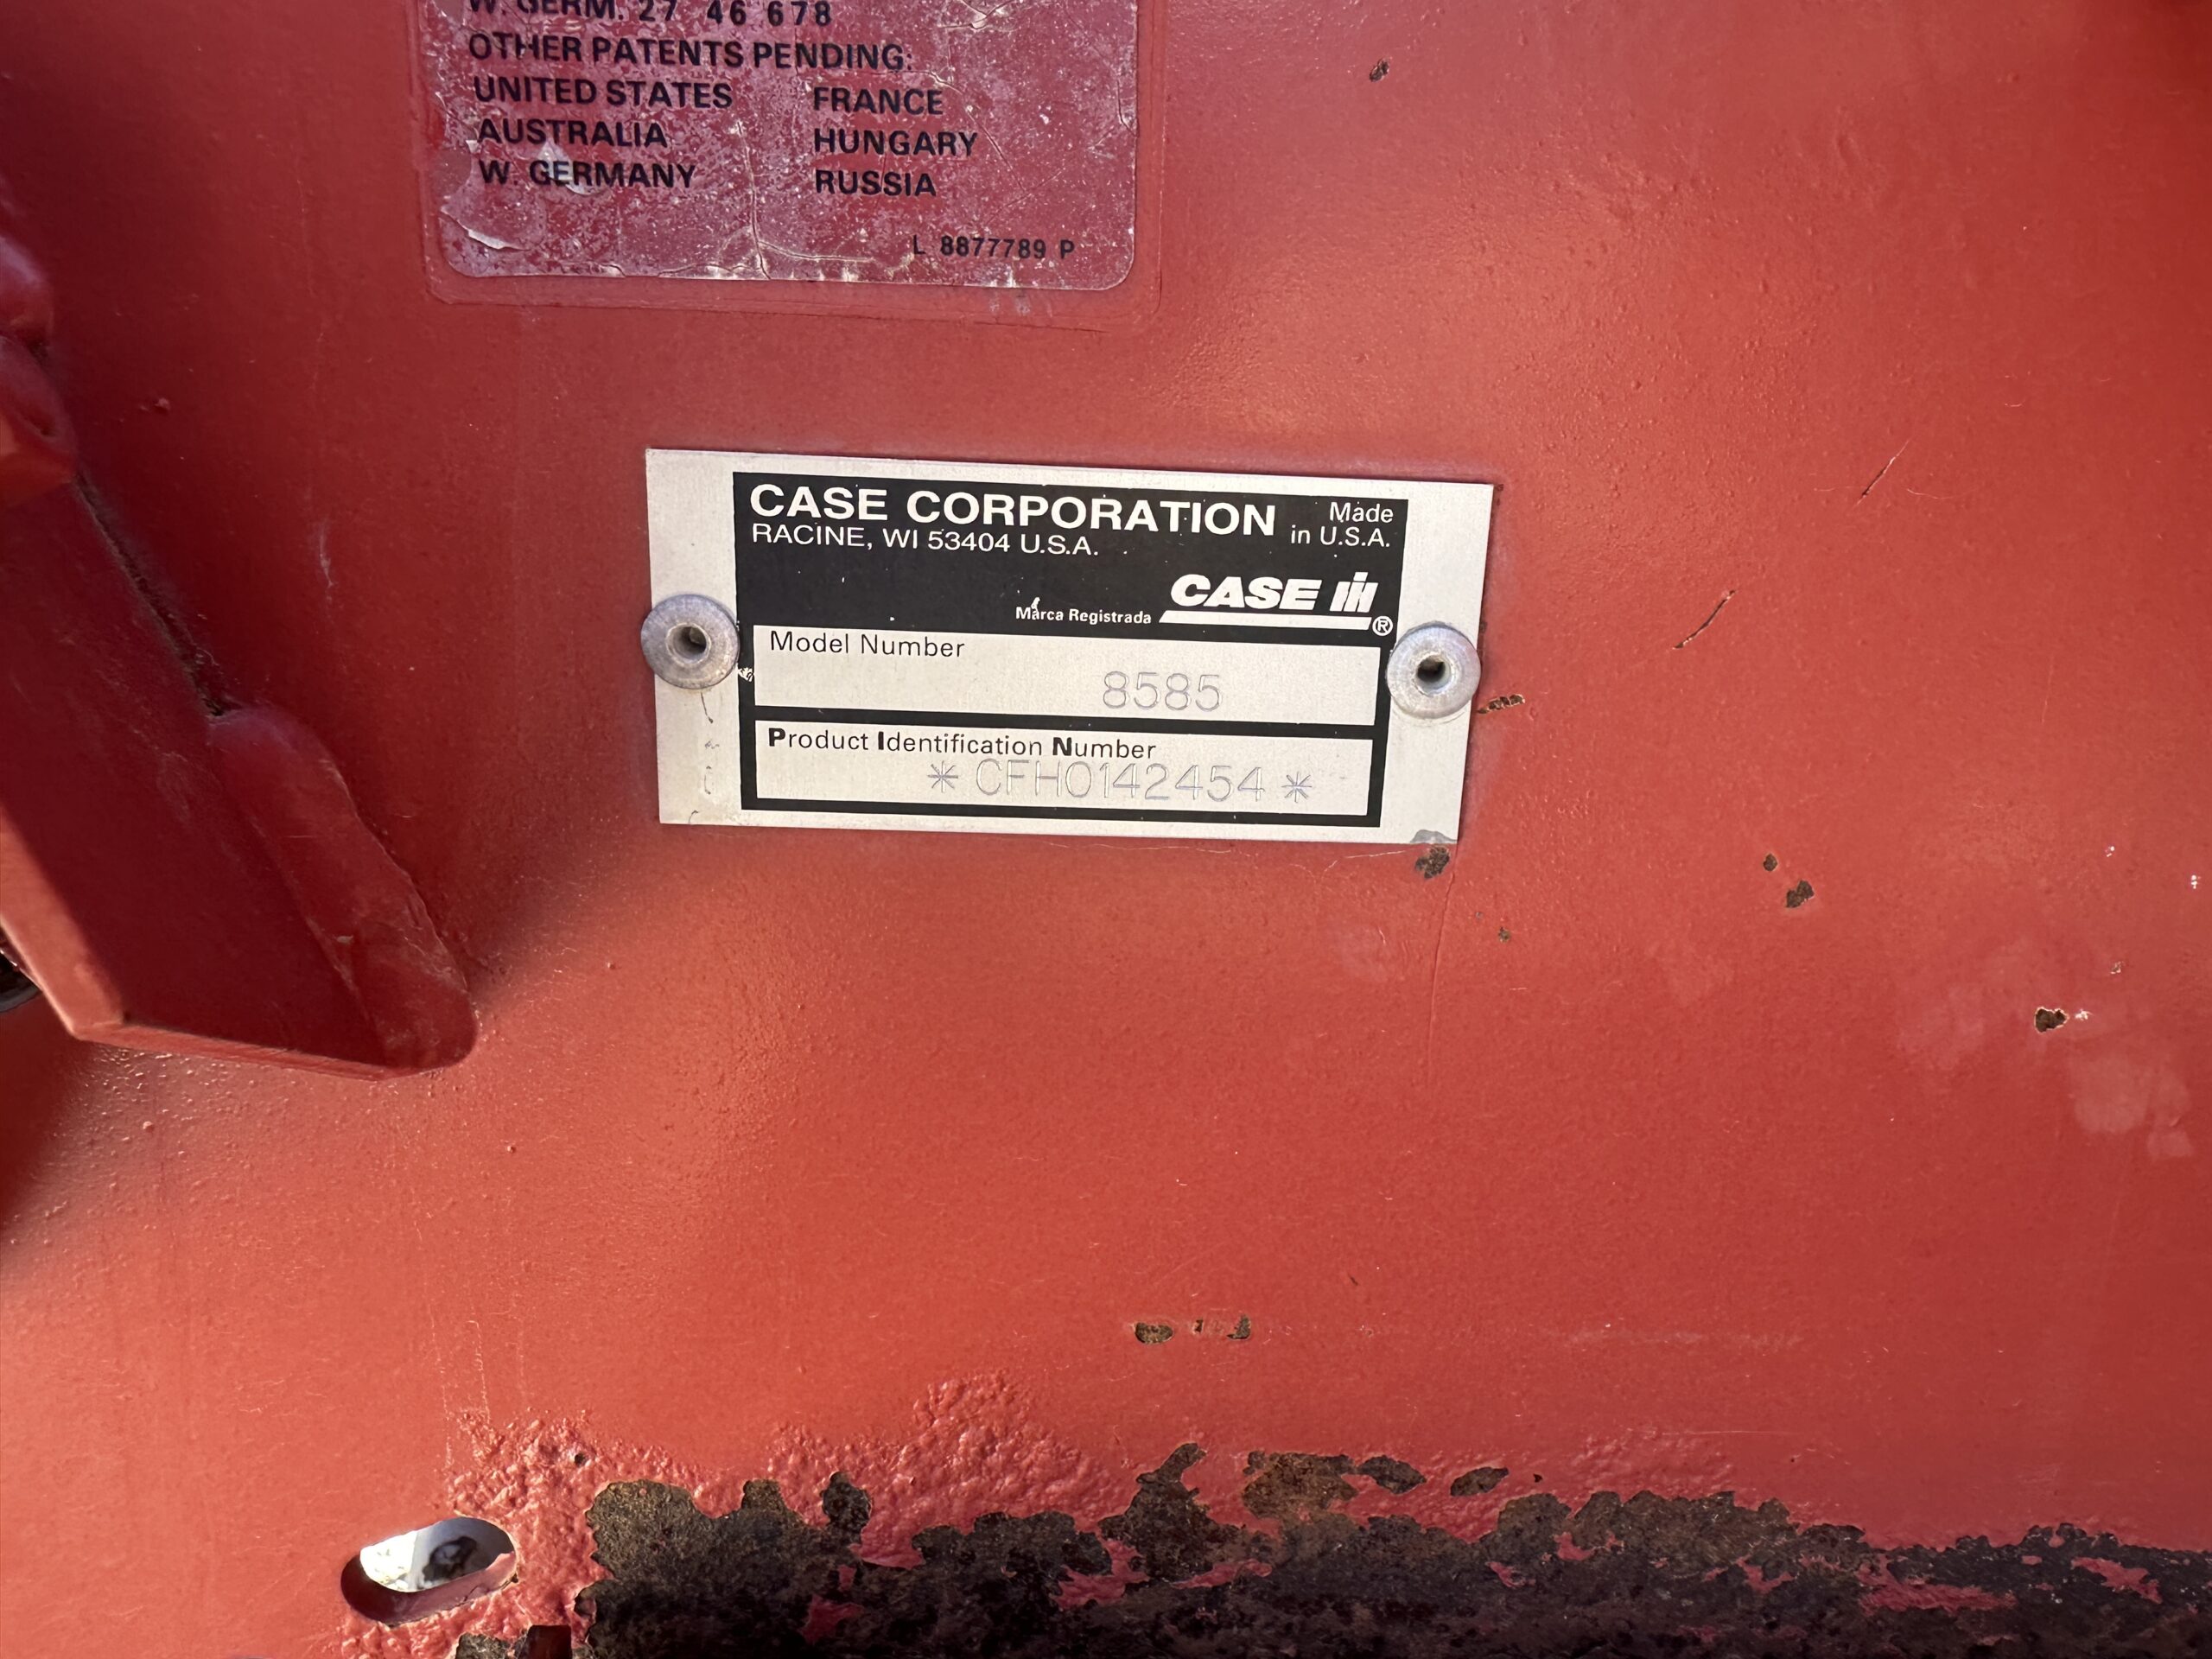 W. GERM. 27 46 678
OTHER PATENTS PENDING:
UNITED STATES FRANCE
AUSTRALIA HUNGARY
W. GERMANY RUSSIA
L 8877789 P
CASE CORPORATION Made
RACINE, WI 53404 U.S.A. in U.S.A.
Marca Registrada CASE IH ®
Model Number
8585
Product Identification Number
* CFH0142454 *